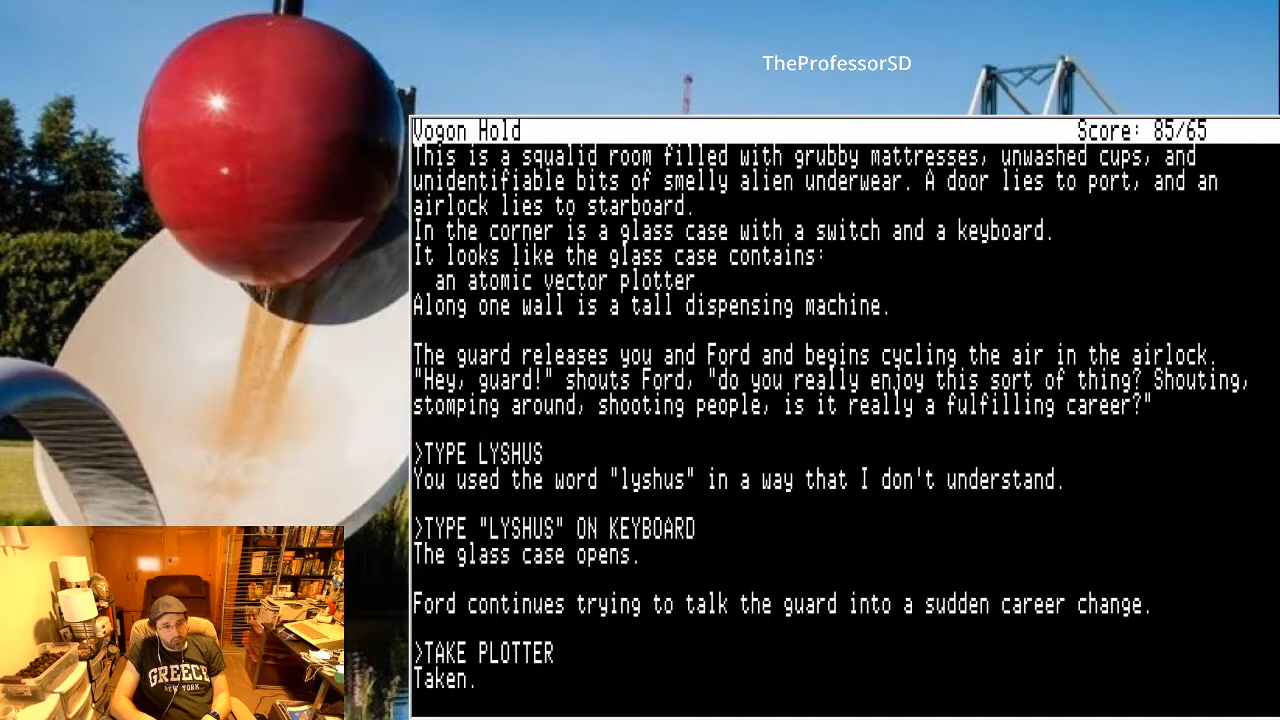 TheProfessorSD
Vogon Hold Score: 85/65
This is a squalid room filled with grubby mattresses, unwashed cups, and
unidentifiable bits of smelly alien underwear. A door lies to port, and an
airlock lies to starboard.
In the corner is a glass case with a switch and a keyboard.
It looks like the glass case contains:
an atomic vector plotter
Along one wall is a tall dispensing machine.
The guard releases you and Ford and begins cycling the air in the airlock.
"Hey, guard!" shouts Ford, "do you really enjoy this sort of thing? Shouting,
stomping around, shooting people, is it really a fulfilling career?"
>TYPE LYSHUS
You used the word "lyshus" in a way that I don't understand.
>TYPE "LYSHUS" ON KEYBOARD
The glass case opens.
Ford continues trying to talk the guard into a sudden career change.
>TAKE PLOTTER
Taken.
GREECE
NEW YORK